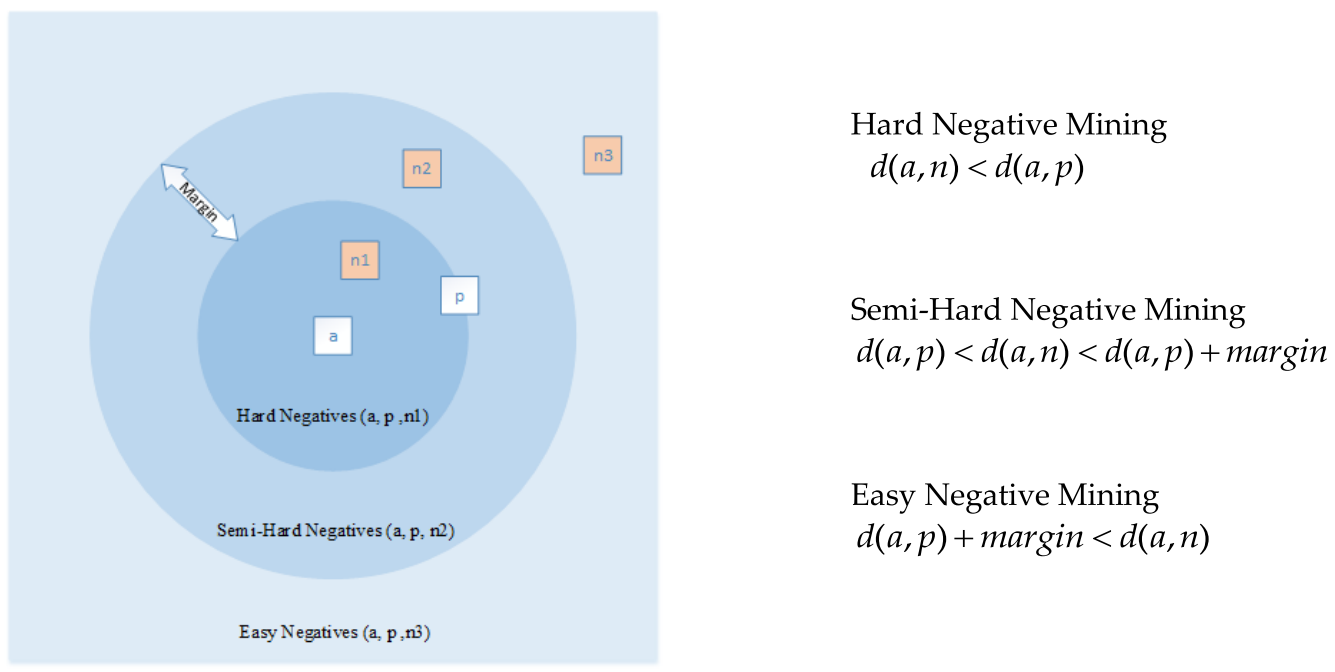 n3
n2
Margin
n1
p
a
Hard Negatives (a, p ,n1)
Semi-Hard Negatives (a, p, n2)
Easy Negatives (a, p ,n3)
Hard Negative Mining
d(a,n) < d(a,p)
Semi-Hard Negative Mining
d(a,p) < d(a,n) < d(a,p) + margin
Easy Negative Mining
d(a,p) + margin < d(a,n)